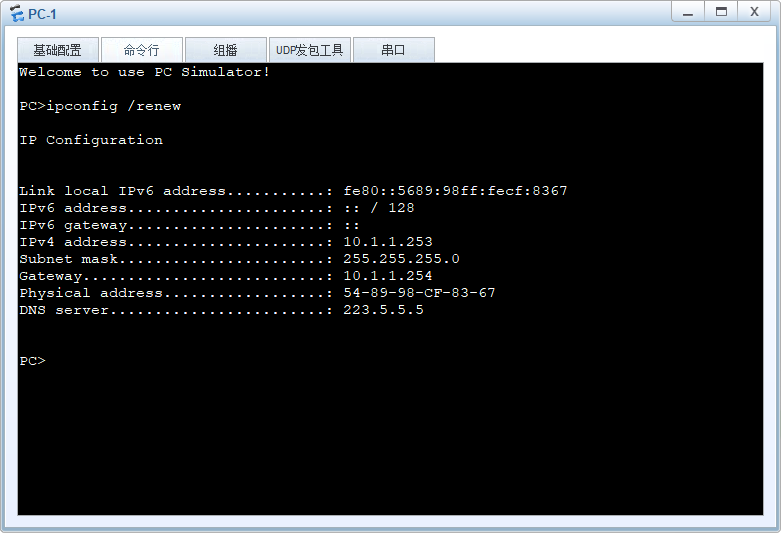 PC-1
基础配置 命令行 组播 UDP发包工具 串口
Welcome to use PC Simulator!
PC>ipconfig /renew
IP Configuration
Link local IPv6 address...........: fe80::5689:98ff:fecf:8367
IPv6 address......................: :: / 128
IPv6 gateway......................: ::
IPv4 address......................: 10.1.1.253
Subnet mask.......................: 255.255.255.0
Gateway...........................: 10.1.1.254
Physical address..................: 54-89-98-CF-83-67
DNS server........................: 223.5.5.5
PC>